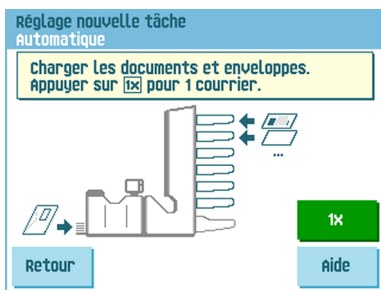 Réglage nouvelle tâche
Automatique
Charger les documents et enveloppes.
Appuyer sur 1x pour 1 courrier.
...
1x
Retour
Aide